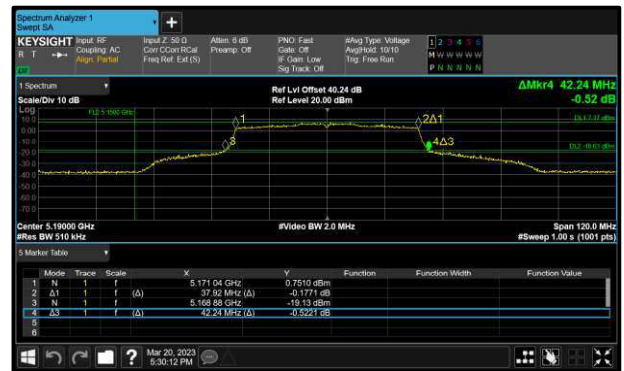 Spectrum Analyzer 1
Swept SA
+
KEYSIGHT Input: RF Input Z: 50 Ω Atten: 6 dB PNO: Fast #Avg Type: Voltage 1 2 3 4 5 6
R T Coupling: AC Corr CCorr RCal Preamp: Off Gate: Off Avg|Hold: 10/10 M W W W W W
Align: Partial Freq Ref: Ext (S) IF Gain: Low Trig: Free Run
Sig Track: Off P N N N N N
1 Spectrum Ref Lvl Offset 40.24 dB ΔMkr4 42.24 MHz
Scale/Div 10 dB Ref Level 20.00 dBm -0.52 dB
Log
10.0
0.00
-10.0
-20.0
-30.0
-40.0
-50.0
-60.0
-70.0
◊1
2Δ1
◊3
4Δ3
Center 5.19000 GHz #Video BW 2.0 MHz Span 120.0 MHz
#Res BW 510 kHz #Sweep 1.00 s (1001 pts)
5 Marker Table
Mode Trace Scale X Y Function Function Width Function Value
1 N 1 f 5.171 04 GHz 0.7510 dBm
2 Δ1 1 f (Δ) 37.92 MHz (Δ) -0.1771 dB
3 N 1 f 5.168 88 GHz -19.13 dBm
4 Δ3 1 f (Δ) 42.24 MHz (Δ) -0.5221 dB
5
6
? Mar 20, 2023
5:30:12 PM